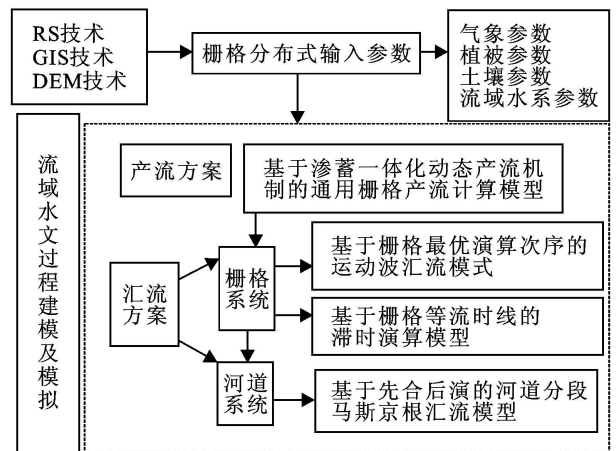 RS技术
GIS技术
DEM技术
栅格分布式输入参数
气象参数
植被参数
土壤参数
流域水系参数
流域水文过程建模及模拟
产流方案
基于渗蓄一体化动态产流机
制的通用栅格产流计算模型
汇流
方案
栅格
系统
基于栅格最优演算次序的
运动波汇流模式
基于栅格等流时线的
滞时演算模型
河道
系统
基于先合后演的河道分段
马斯京根汇流模型